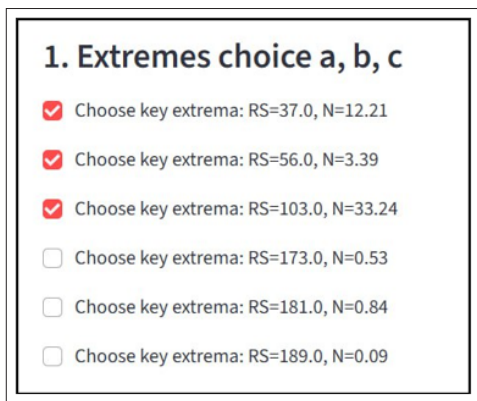 1. Extremes choice a, b, c
Choose key extrema: RS=37.0, N=12.21
Choose key extrema: RS=56.0, N=3.39
Choose key extrema: RS=103.0, N=33.24
Choose key extrema: RS=173.0, N=0.53
Choose key extrema: RS=181.0, N=0.84
Choose key extrema: RS=189.0, N=0.09